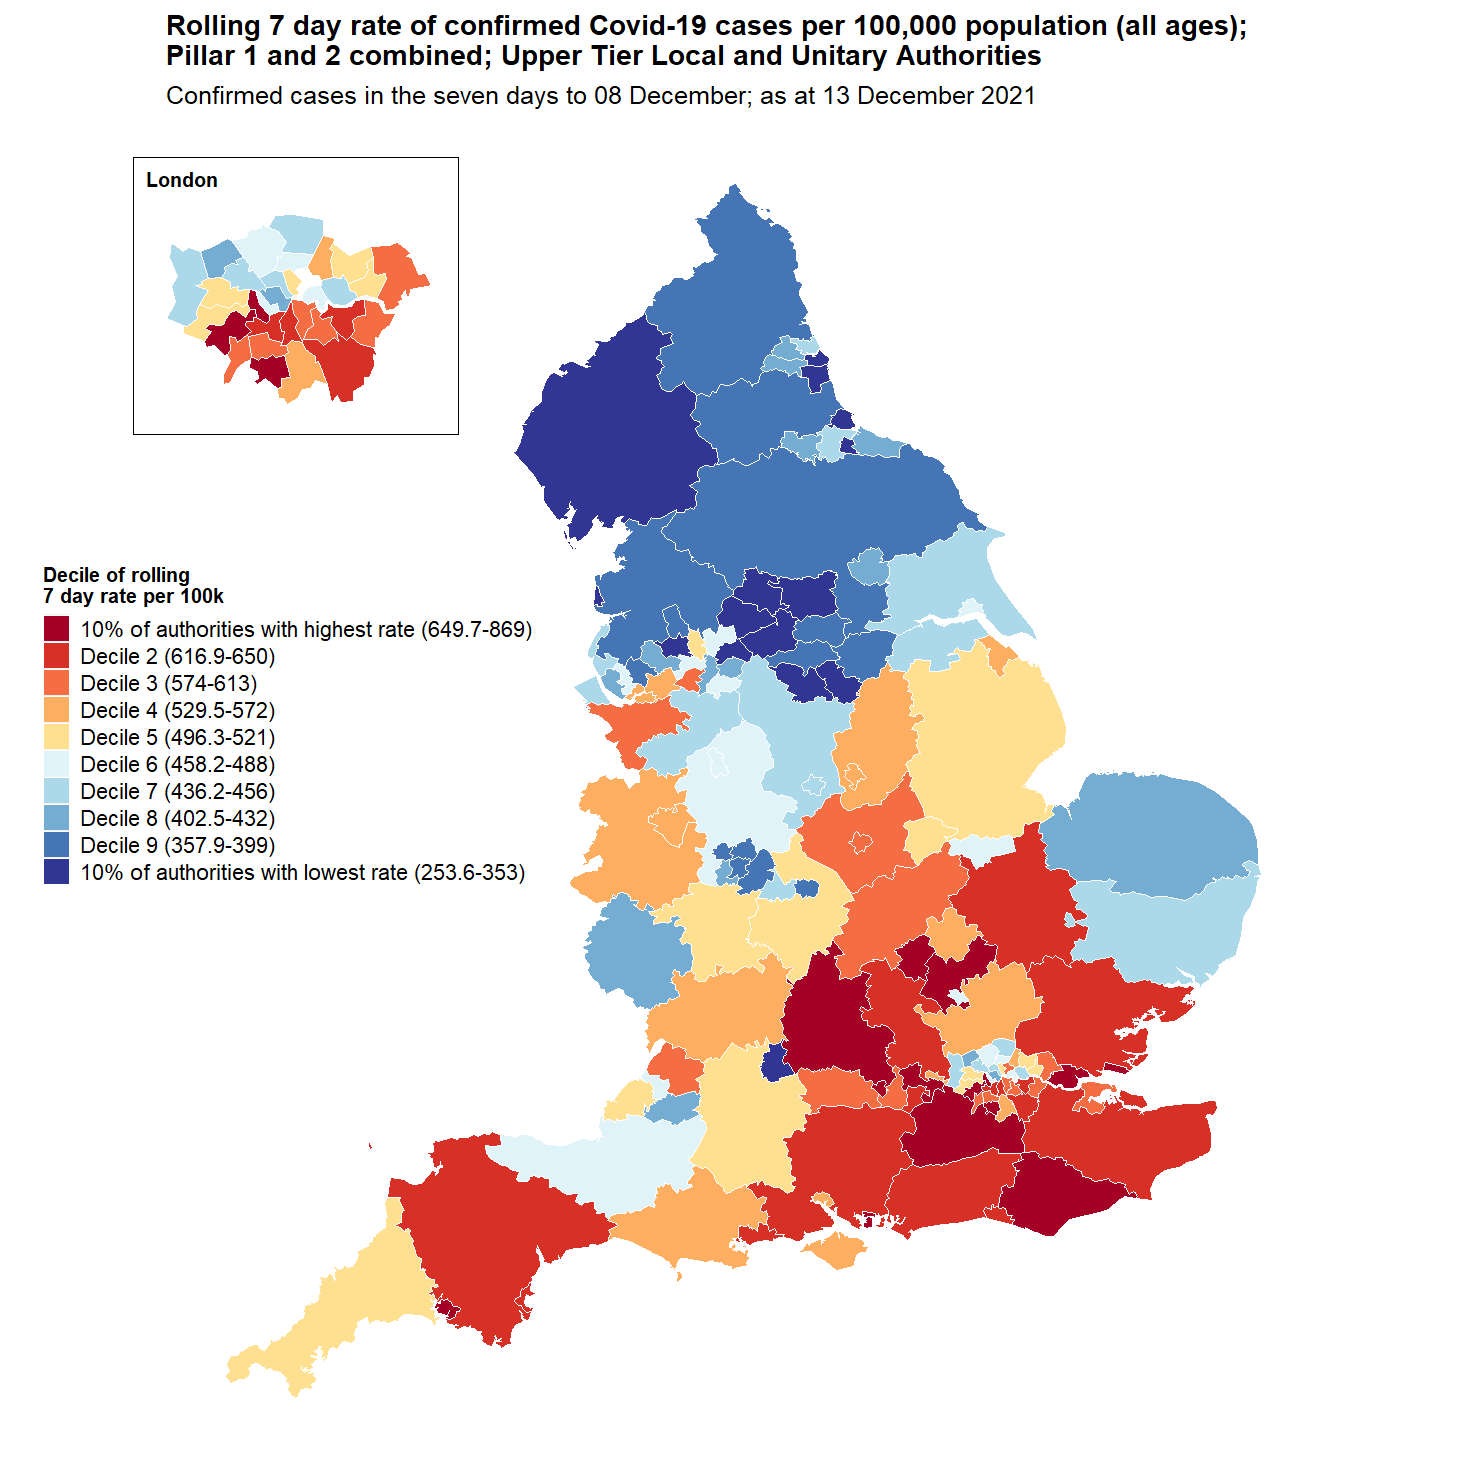 Rolling 7 day rate of confirmed Covid-19 cases per 100,000 population (all ages);
Pillar 1 and 2 combined; Upper Tier Local and Unitary Authorities
Confirmed cases in the seven days to 08 December; as at 13 December 2021
London
Decile of rolling
7 day rate per 100k
10% of authorities with highest rate (649.7-869)
Decile 2 (616.9-650)
Decile 3 (574-613)
Decile 4 (529.5-572)
Decile 5 (496.3-521)
Decile 6 (458.2-488)
Decile 7 (436.2-456)
Decile 8 (402.5-432)
Decile 9 (357.9-399)
10% of authorities with lowest rate (253.6-353)